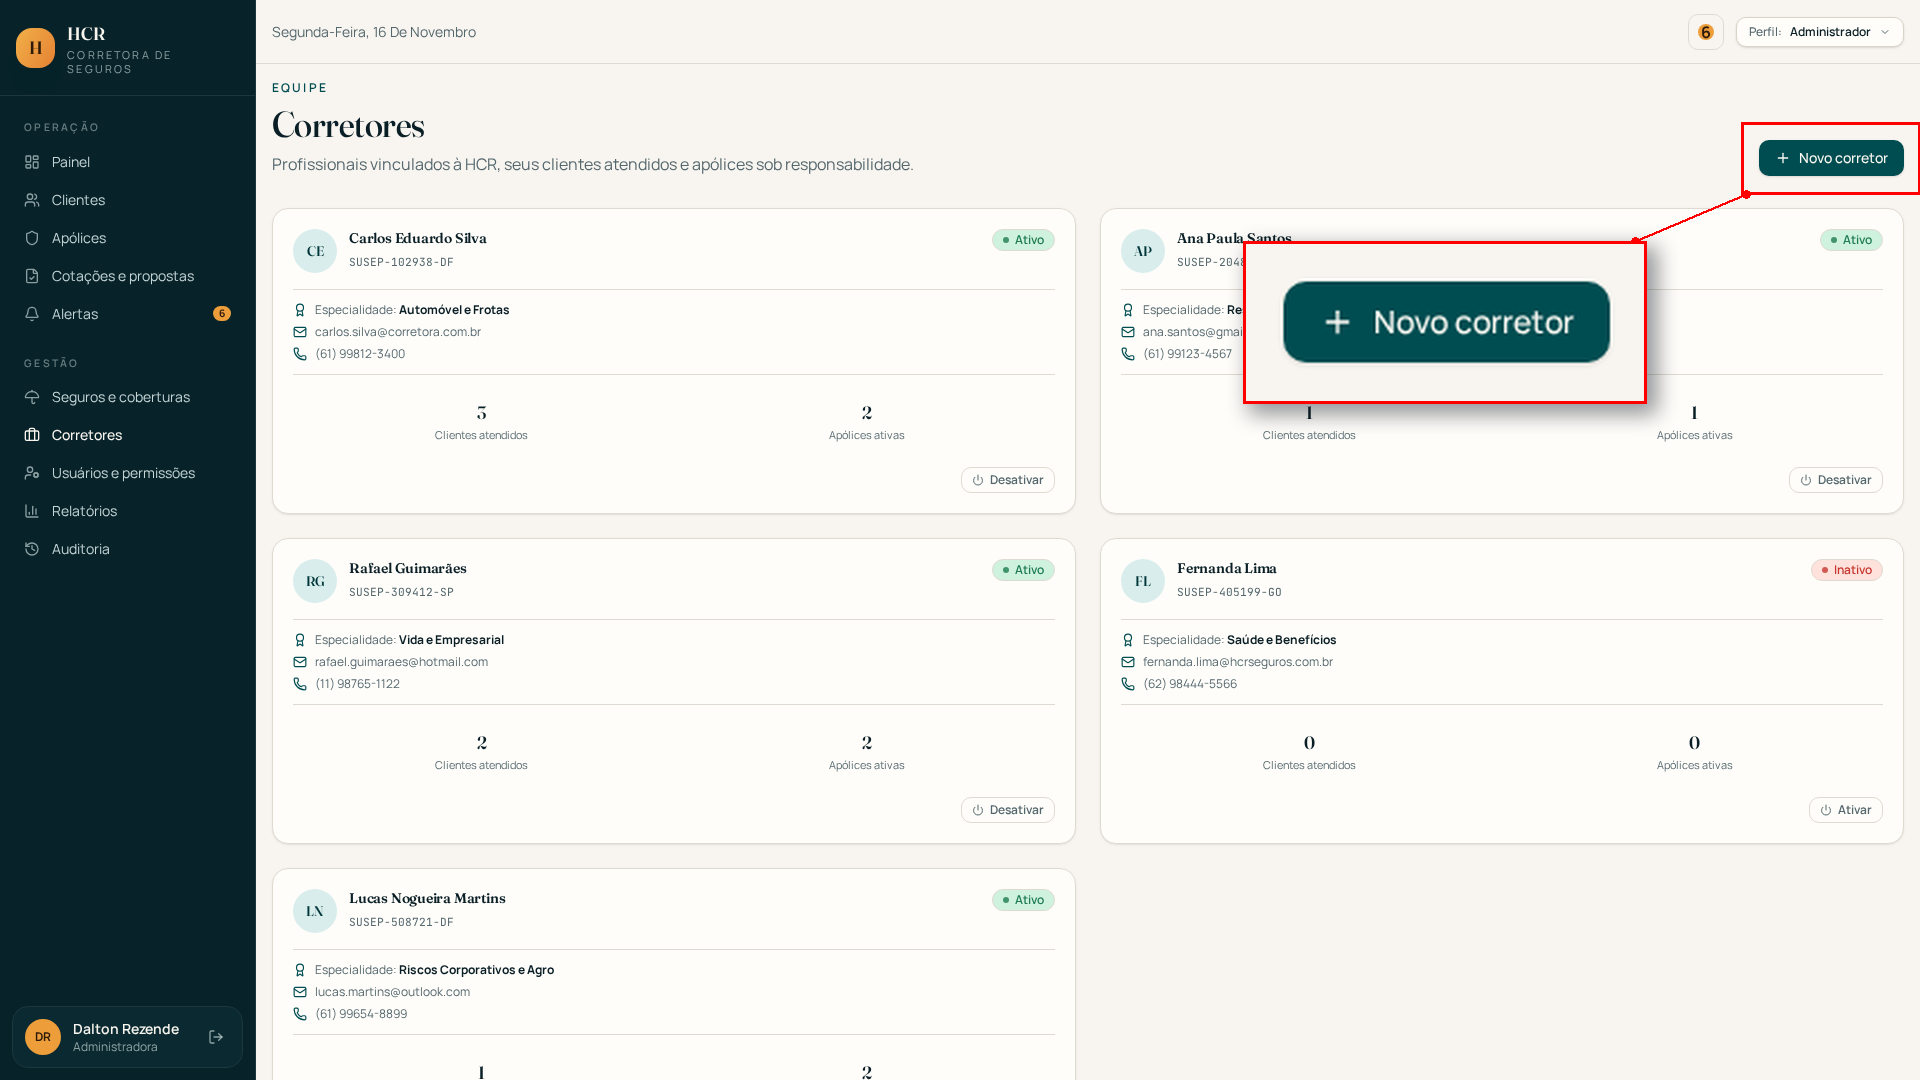 H
HCR
CORRETORA DE
SEGUROS
OPERAÇÃO
Painel
Clientes
Apólices
Cotações e propostas
Alertas 6
GESTÃO
Seguros e coberturas
Corretores
Usuários e permissões
Relatórios
Auditoria
DR
Dalton Rezende
Administradora
Segunda-Feira, 16 De Novembro
6
Perfil: Administrador
EQUIPE
Corretores
Profissionais vinculados à HCR, seus clientes atendidos e apólices sob responsabilidade.
+ Novo corretor
CE
Carlos Eduardo Silva
SUSEP-102938-DF
Ativo
Especialidade: Automóvel e Frotas
carlos.silva@corretora.com.br
(61) 99812-3400
3
Clientes atendidos
2
Apólices ativas
Desativar
AP
Ana Paula Santos
SUSEP-204
Ativo
+ Novo corretor
Especialidade: Re
ana.santos@gmai
(61) 99123-4567
1
Clientes atendidos
1
Apólices ativas
Desativar
RG
Rafael Guimarães
SUSEP-309412-SP
Ativo
Especialidade: Vida e Empresarial
rafael.guimaraes@hotmail.com
(11) 98765-1122
2
Clientes atendidos
2
Apólices ativas
Desativar
FL
Fernanda Lima
SUSEP-405199-GO
Inativo
Especialidade: Saúde e Benefícios
fernanda.lima@hcrseguros.com.br
(62) 98444-5566
0
Clientes atendidos
0
Apólices ativas
Ativar
LN
Lucas Nogueira Martins
SUSEP-508721-DF
Ativo
Especialidade: Riscos Corporativos e Agro
lucas.martins@outlook.com
(61) 99654-8899
1
2